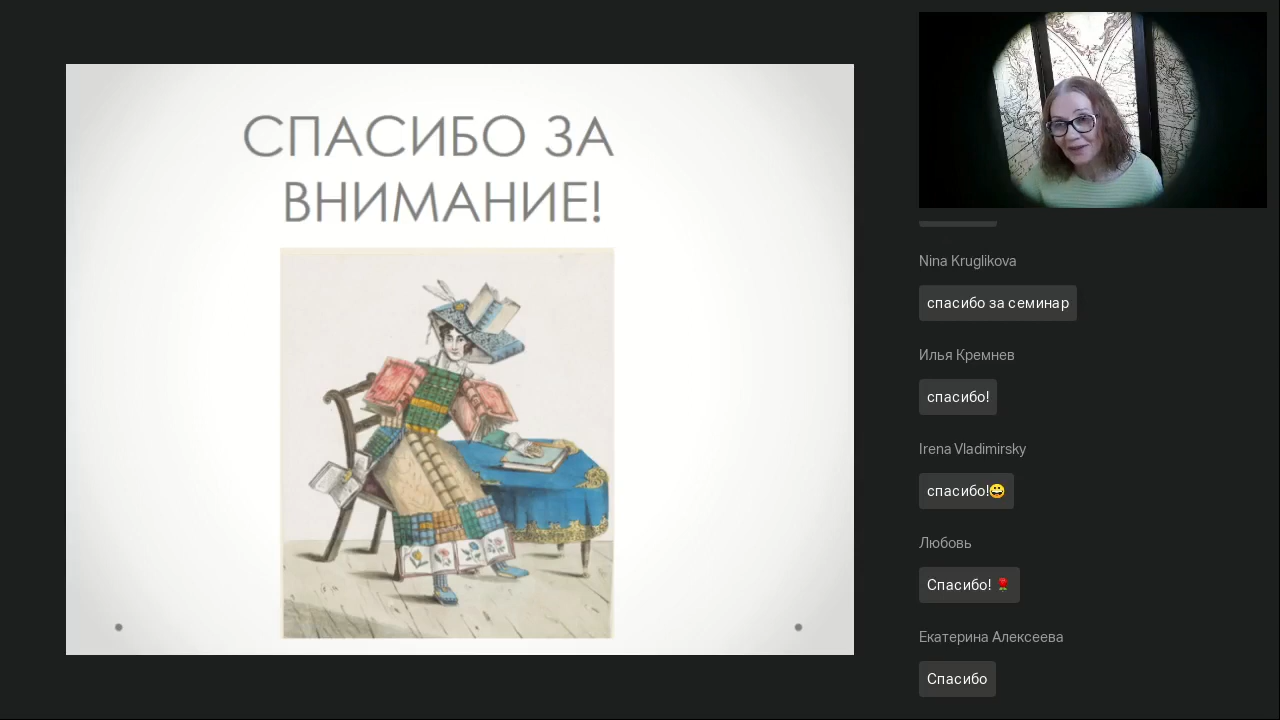 СПАСИБО ЗА
ВНИМАНИЕ!
Nina Kruglikova
спасибо за семинар
Илья Кремнев
спасибо!
Irena Vladimirsky
спасибо!😀
Любовь
Спасибо! 🌹
Екатерина Алексеева
Спасибо